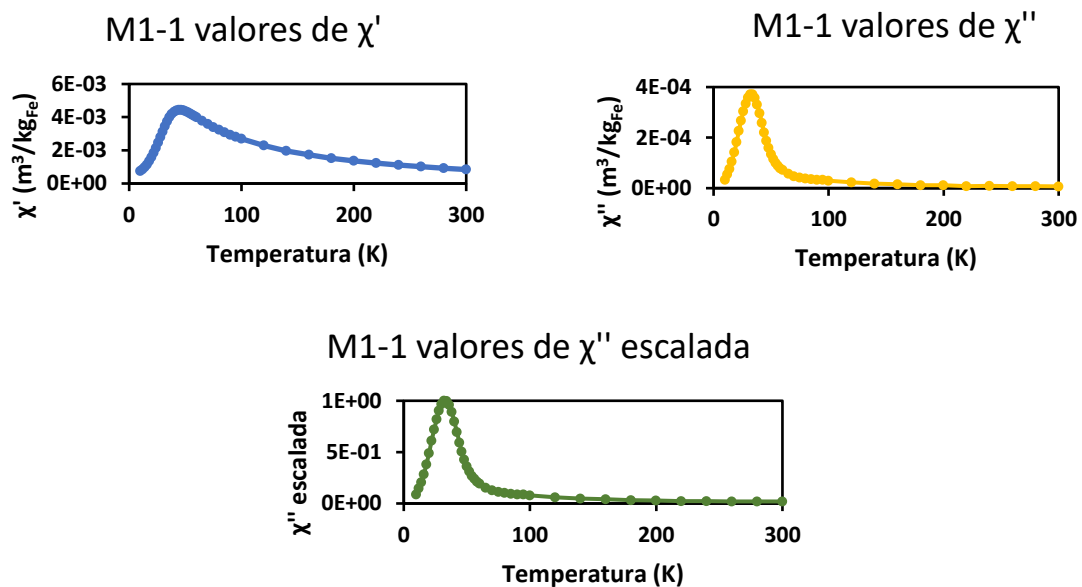 M1-1 valores de χ'
χ' (m³/kg_Fe)
6E-03
4E-03
2E-03
0E+00
0
100
200
300
Temperatura (K)
M1-1 valores de χ''
χ'' (m³/kg_Fe)
4E-04
2E-04
0E+00
0
100
200
300
Temperatura (K)
M1-1 valores de χ'' escalada
χ'' escalada
1E+00
5E-01
0E+00
0
100
200
300
Temperatura (K)